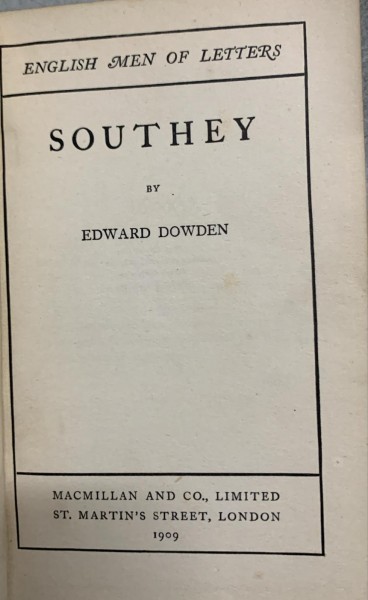 ENGLISH MEN OF LETTERS
SOUTHEY
BY
EDWARD DOWDEN
MACMILLAN AND CO., LIMITED
ST. MARTIN'S STREET, LONDON
1909